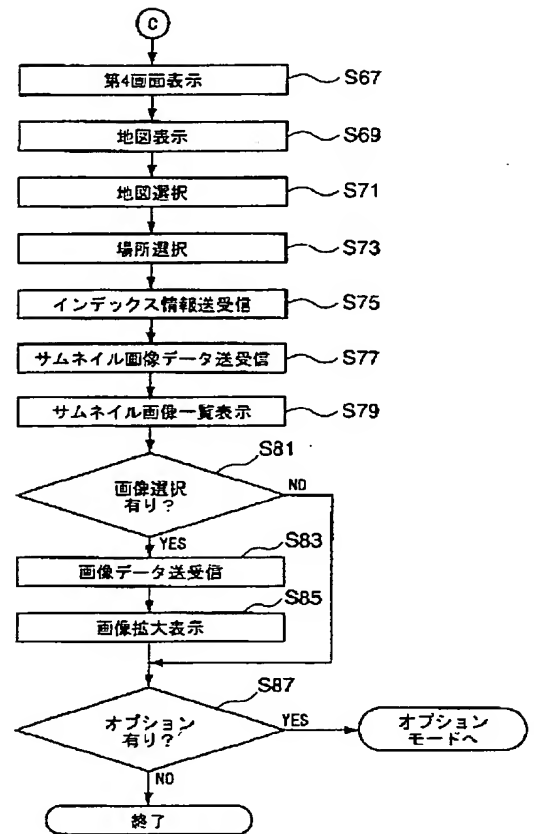 C
第4画面表示
S67
地図表示
S69
地図選択
S71
場所選択
S73
インデックス情報送受信
S75
サムネイル画像データ送受信
S77
サムネイル画像一覧表示
S79
S81
画像選択
有り？
NO
YES
S83
画像データ送受信
S85
画像拡大表示
S87
オプション
有り？
YES
オプション
モードへ
NO
終了